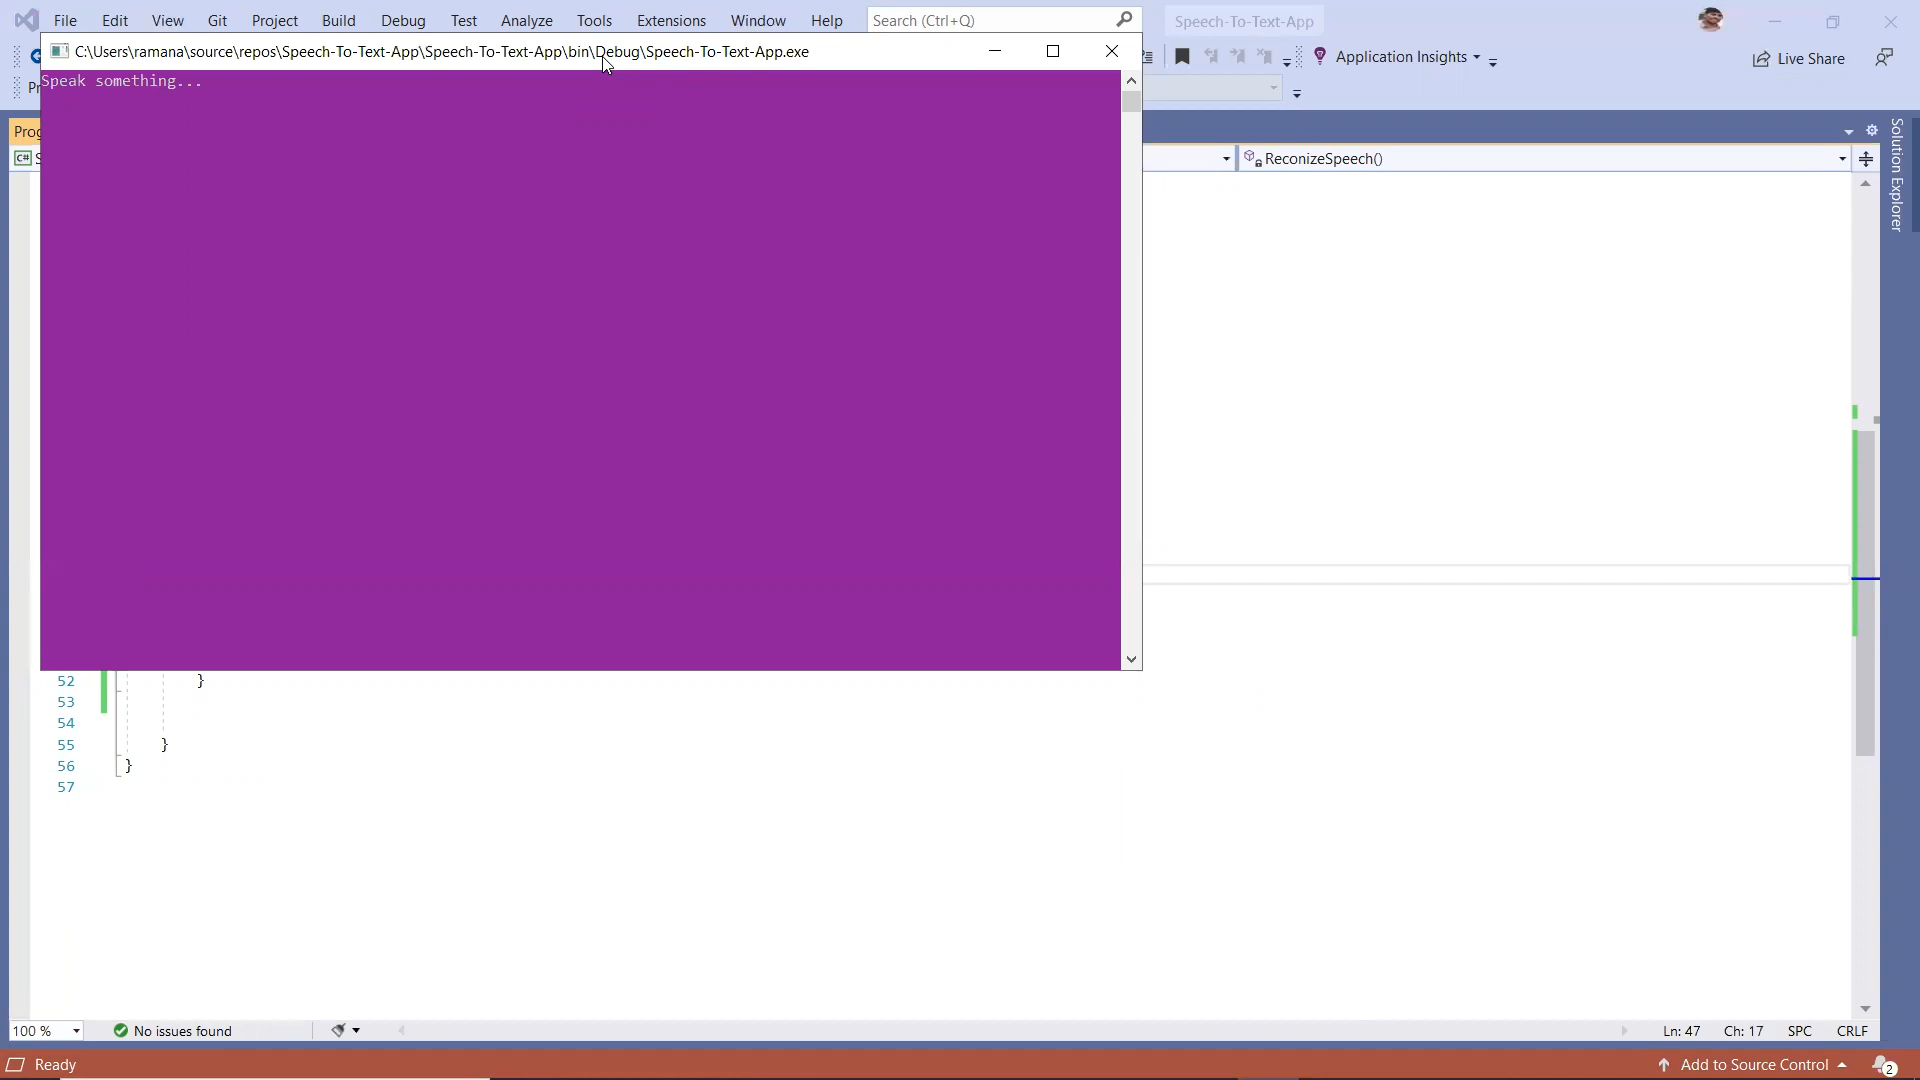 File Edit View Git Project Build Debug Test Analyze Tools Extensions Window Help Search (Ctrl+Q) Speech-To-Text-App
C:\Users\ramana\source\repos\Speech-To-Text-App\Speech-To-Text-App\bin\Debug\Speech-To-Text-App.exe
Application Insights
Live Share
Speak something...
Pr
Prog
C# S
ReconizeSpeech()
Solution Explorer
52 }
53
54
55 }
56 }
57
100 % No issues found Ln: 47 Ch: 17 SPC CRLF
Ready Add to Source Control 2